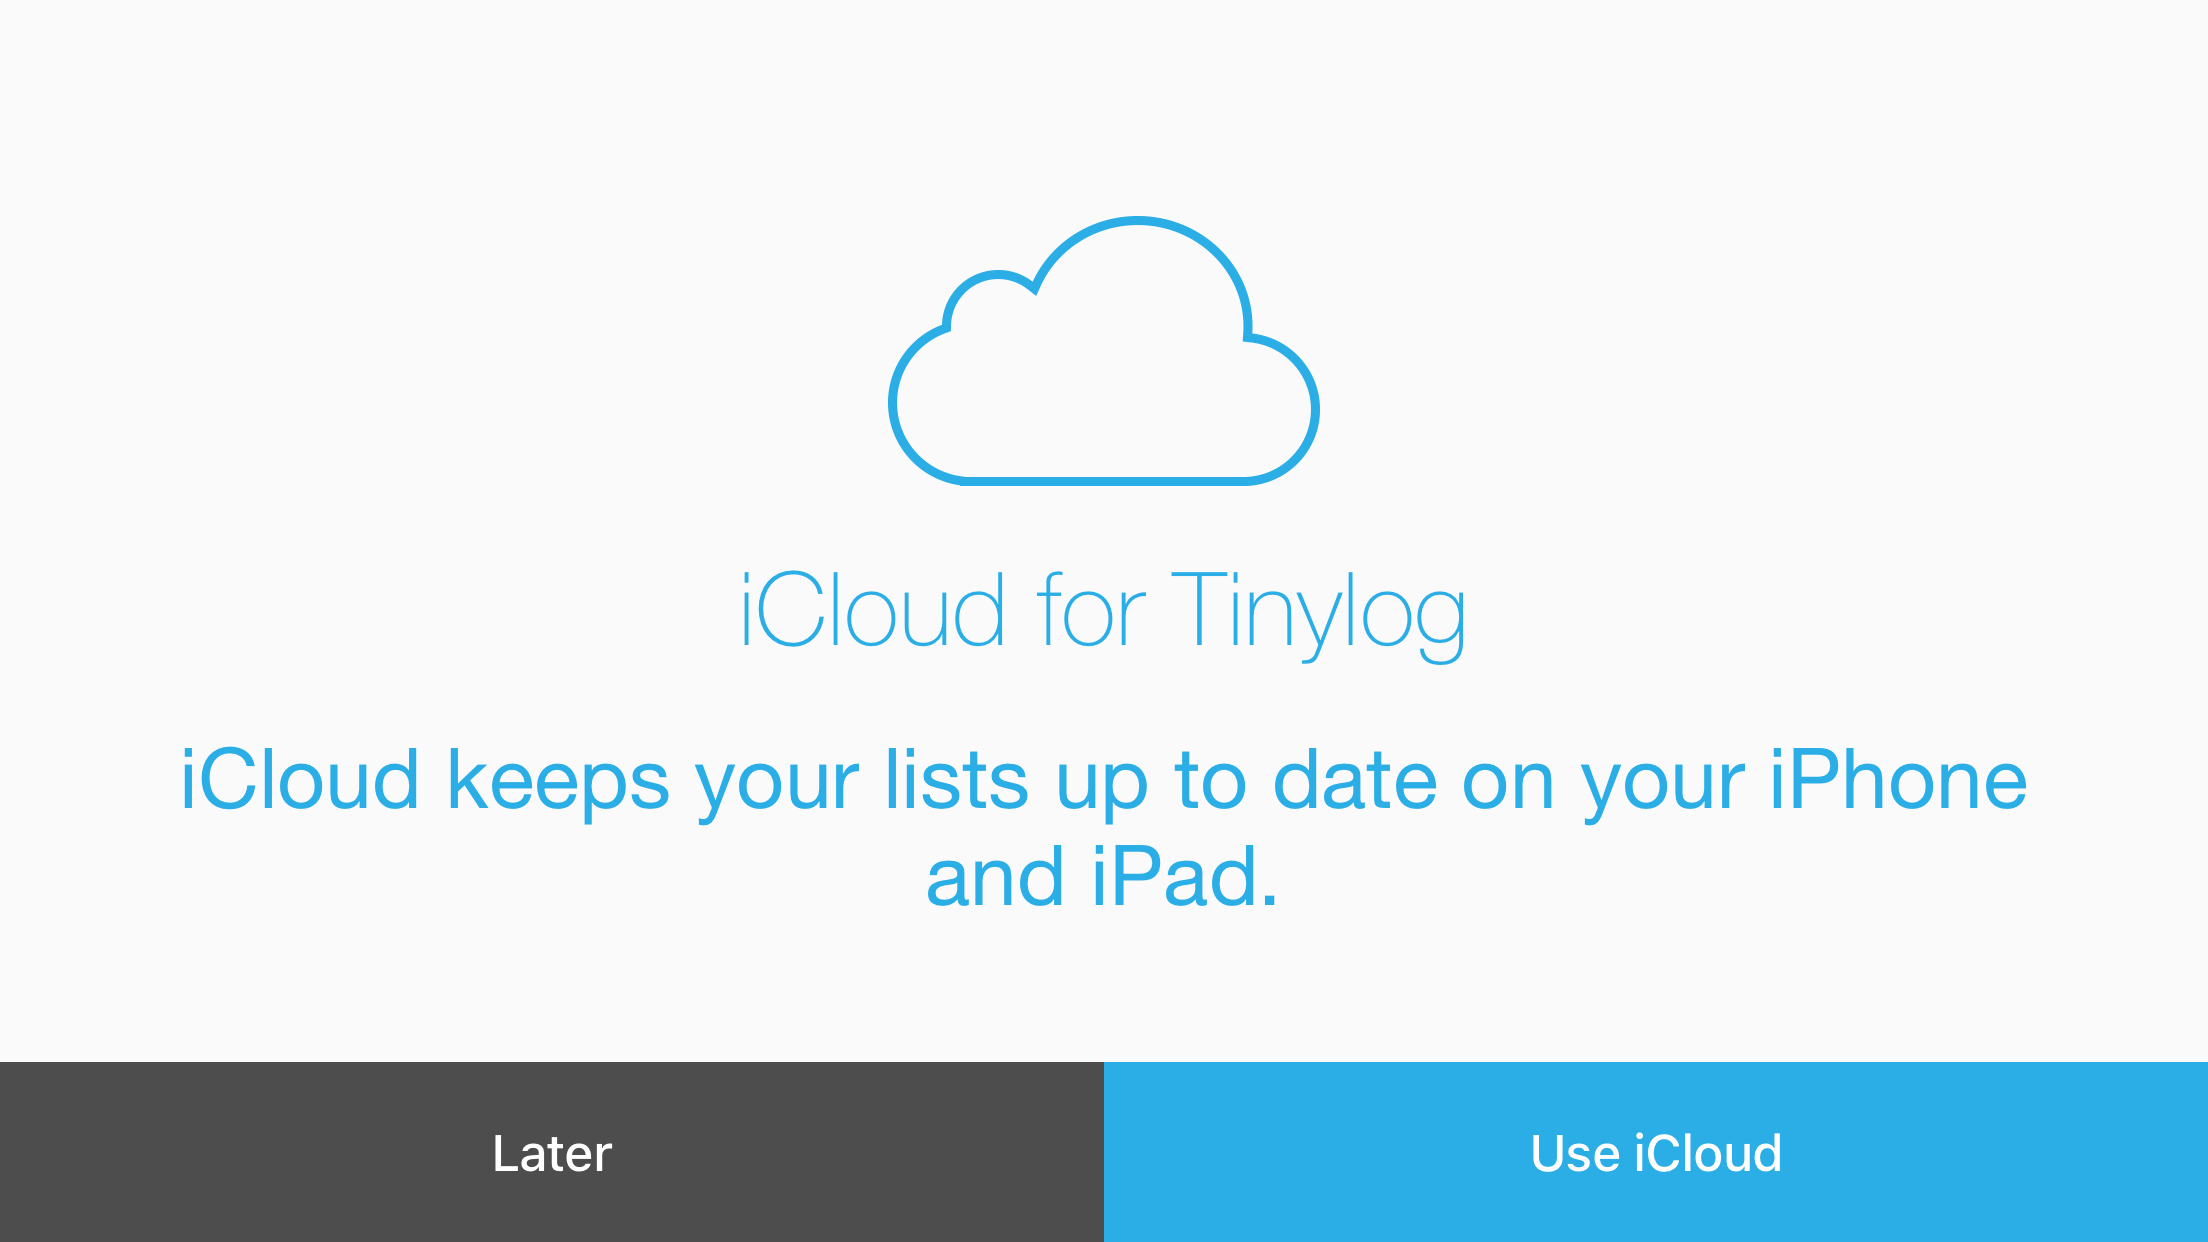 iCloud for Tinylog
iCloud keeps your lists up to date on your iPhone
and iPad.
Later
Use iCloud